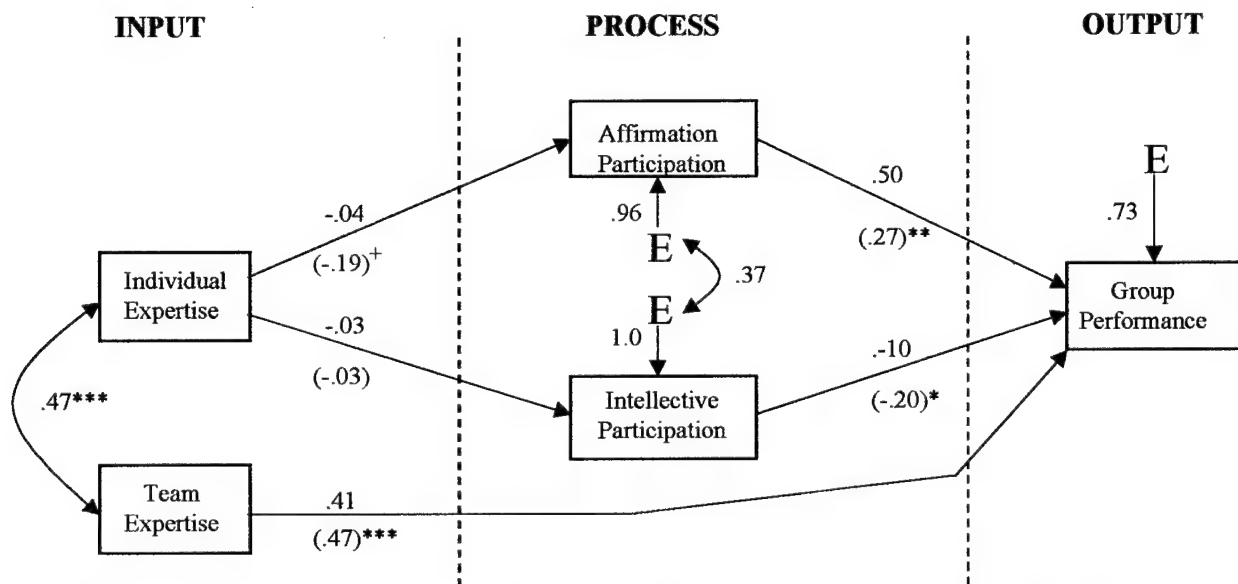 INPUT
PROCESS
OUTPUT
Affirmation
Participation
E
.50
-.04
.96
.73
(.27)**
(-.19)+
E
.37
Individual
Expertise
Group
Performance
E
-.03
1.0
.-10
(-.03)
(-.20)*
.47***
Intellective
Participation
Team
Expertise
.41
(.47)***